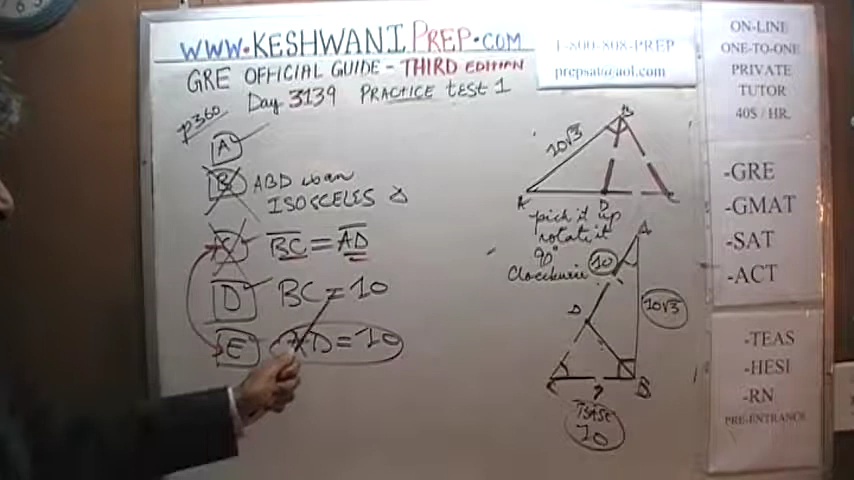 WWW.KESHWANIPREP.COM
1-800-808-PREP
prepsat@aol.com
GRE OFFICIAL GUIDE - THIRD EDITION
Day 3139 PRACTICE test 1
p360
A
B ABD is an
ISOSCELES Δ
C BC = AD
D BC = 10
E AD = 10
B
10√3
A D C
pick it up
rotate it
90°
Clockwise
A
10
10√3
D
C ? B
BASE
10
ON-LINE
ONE-TO-ONE
PRIVATE
TUTOR
40$ / HR.
-GRE
-GMAT
-SAT
-ACT
-TEAS
-HESI
-RN
PRE-ENTRANCE